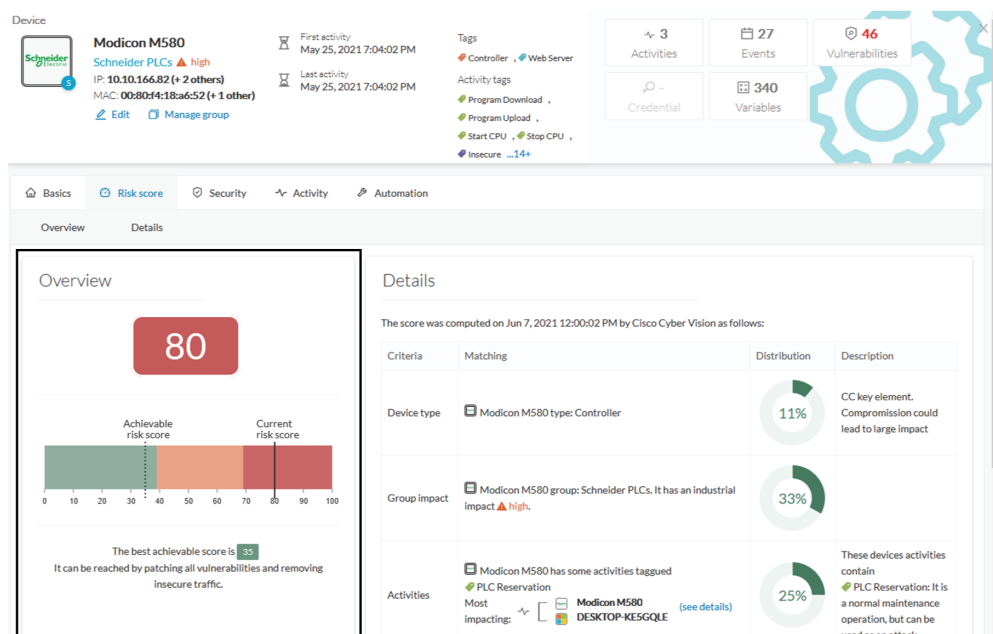 Device
Schneider
Electric
S
Modicon M580
Schneider PLCs high
IP: 10.10.166.82 (+ 2 others)
MAC: 00:80:f4:18:a6:52 (+ 1 other)
Edit Manage group
First activity
May 25, 2021 7:04:02 PM
Last activity
May 25, 2021 7:04:02 PM
Tags
Controller , Web Server
Activity tags
Program Download ,
Program Upload ,
Start CPU , Stop CPU ,
Insecure ...14+
3
Activities
27
Events
46
Vulnerabilities
-
Credential
340
Variables
X
Basics Risk score Security Activity Automation
Overview Details
Overview
80
Achievable
risk score
Current
risk score
0 10 20 30 40 50 60 70 80 90 100
The best achievable score is 35
It can be reached by patching all vulnerabilities and removing
insecure traffic.
Details
The score was computed on Jun 7, 2021 12:00:02 PM by Cisco Cyber Vision as follows:
Criteria Matching Distribution Description
Device type
Modicon M580 type: Controller
11%
CC key element.
Compromission could
lead to large impact
Group impact
Modicon M580 group: Schneider PLCs. It has an industrial
impact high.
33%
Activities
Modicon M580 has some activities taggued
PLC Reservation
Most
impacting:
Modicon M580
DESKTOP-KE5GQLE
(see details)
25%
These devices activities
contain
PLC Reservation: It is
a normal maintenance
operation, but can be
used as an attack